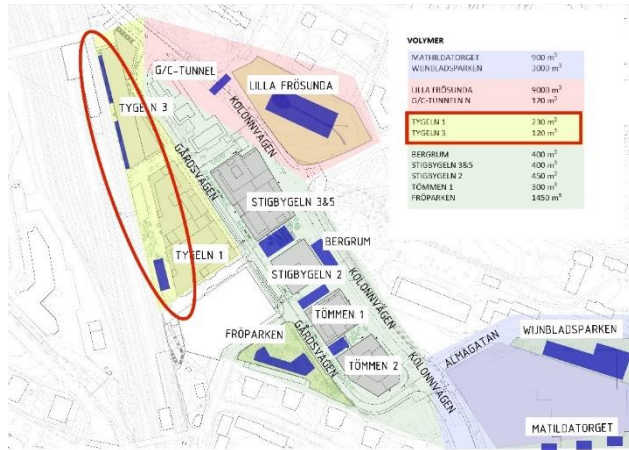 VOLYMER
MATHILDATORGET 900 m³
WIJNBLADSPARKEN 3000 m³
LILLA FRÖSUNDA 9000 m³
G/C-TUNNELN N 120 m³
TYGELN 1 230 m³
TYGELN 3 120 m³
BERGRUM 400 m³
STIGBYGELN 3&5 400 m³
STIGBYGELN 2 450 m³
TÖMMEN 1 300 m³
FRÖPARKEN 1450 m³
G/C-TUNNEL
LILLA FRÖSUNDA
KOLONNVÄGEN
TYGELN 3
GÅRDSVÄGEN
STIGBYGELN 3&5
BERGRUM
TYGELN 1
STIGBYGELN 2
KOLONNVÄGEN
TÖMMEN 1
FRÖPARKEN
GÅRDSVÄGEN
TÖMMEN 2
KOLONNVÄGEN
ALMAGATAN
WIJNBLADSPARKEN
MATILDATORGET